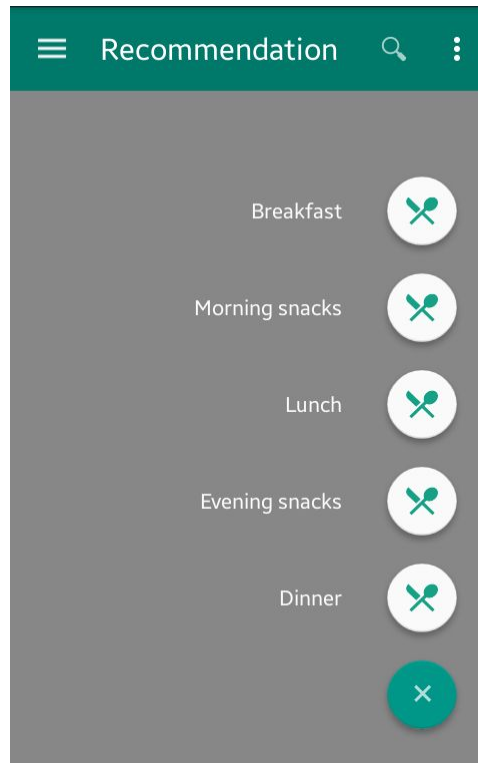 Recommendation
Breakfast
Morning snacks
Lunch
Evening snacks
Dinner